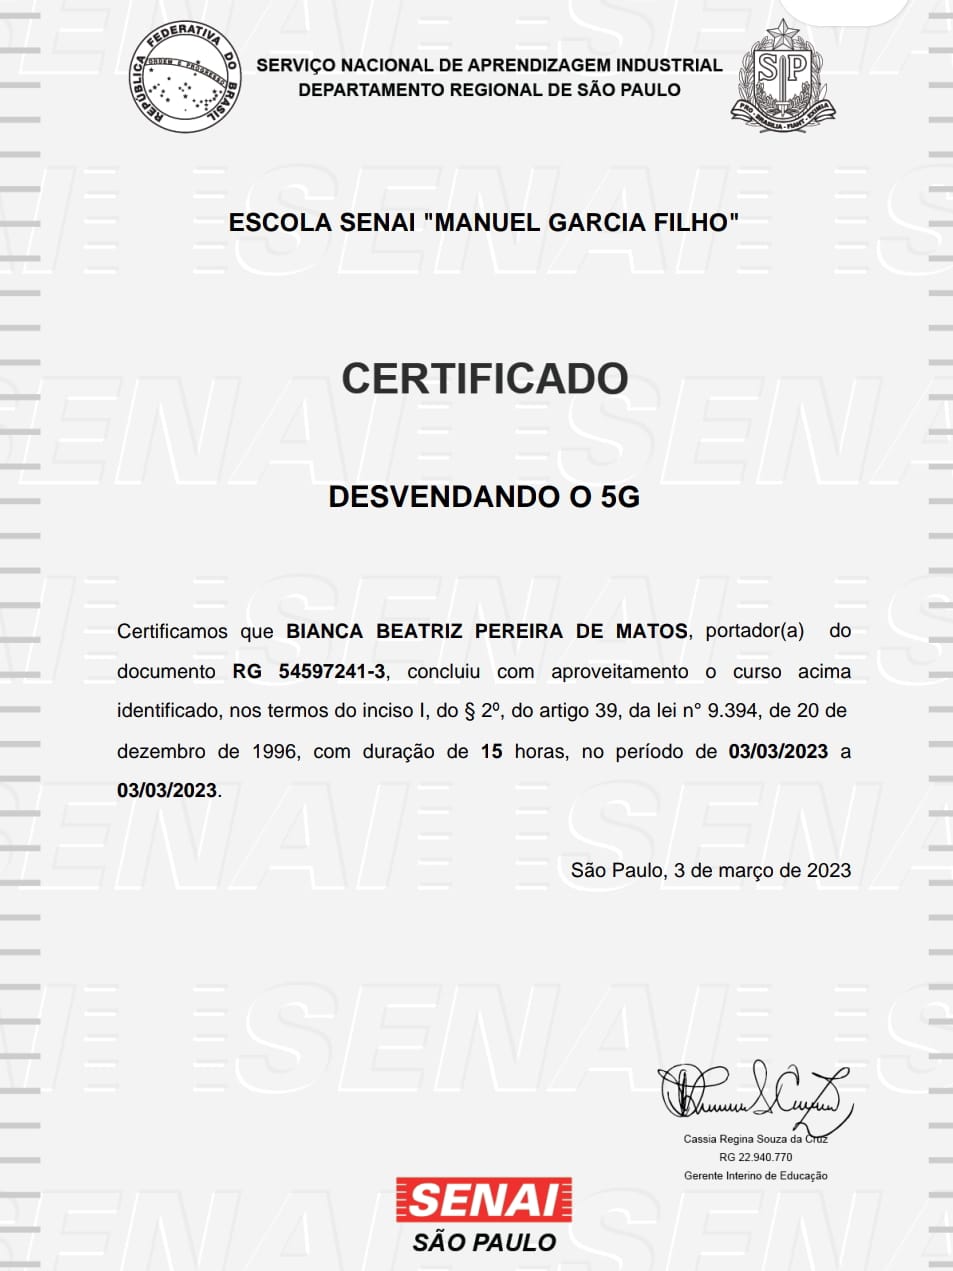 REPÚBLICA FEDERATIVA DO BRASIL
ORDEM E PROGRESSO
SERVIÇO NACIONAL DE APRENDIZAGEM INDUSTRIAL
DEPARTAMENTO REGIONAL DE SÃO PAULO
SP
PRO · BRASILIA · FIANT · EXIMIA
ESCOLA SENAI "MANUEL GARCIA FILHO"
CERTIFICADO
DESVENDANDO O 5G
Certificamos que BIANCA BEATRIZ PEREIRA DE MATOS, portador(a) do
documento RG 54597241-3, concluiu com aproveitamento o curso acima
identificado, nos termos do inciso I, do § 2º, do artigo 39, da lei n° 9.394, de 20 de
dezembro de 1996, com duração de 15 horas, no período de 03/03/2023 a
03/03/2023.
São Paulo, 3 de março de 2023
Cassia Regina Souza da Cruz
RG 22.940.770
Gerente Interino de Educação
SENAI
SÃO PAULO